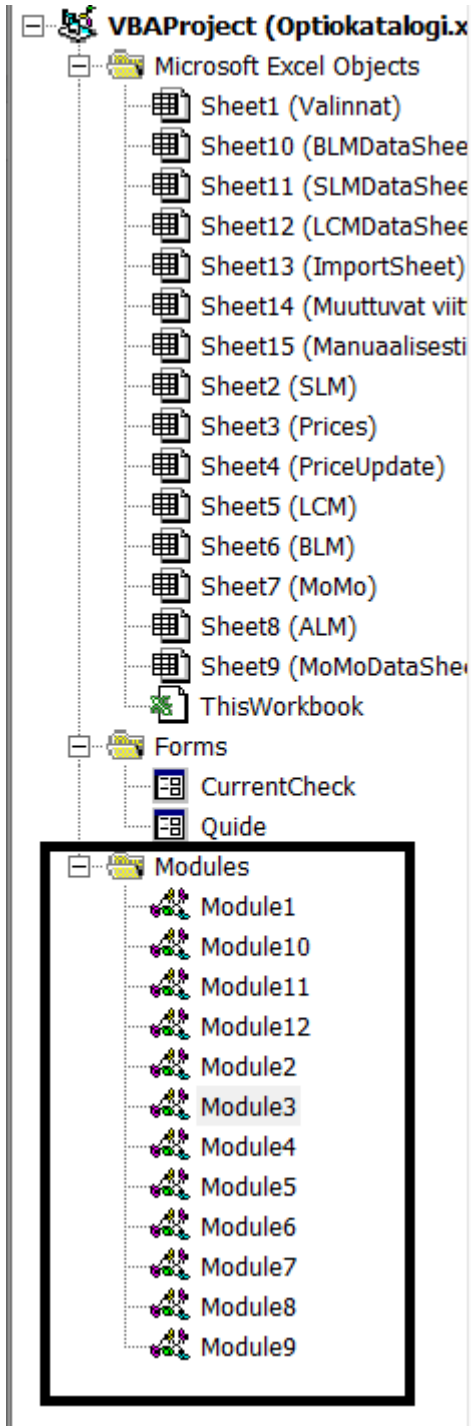 VBAProject (Optiokatalogi.x
Microsoft Excel Objects
Sheet1 (Valinnat)
Sheet10 (BLMDataShee
Sheet11 (SLMDataShee
Sheet12 (LCMDataShee
Sheet13 (ImportSheet)
Sheet14 (Muuttuvat viit
Sheet15 (Manuaalisesti
Sheet2 (SLM)
Sheet3 (Prices)
Sheet4 (PriceUpdate)
Sheet5 (LCM)
Sheet6 (BLM)
Sheet7 (MoMo)
Sheet8 (ALM)
Sheet9 (MoMoDataShe
ThisWorkbook
Forms
CurrentCheck
Quide
Modules
Module1
Module10
Module11
Module12
Module2
Module3
Module4
Module5
Module6
Module7
Module8
Module9